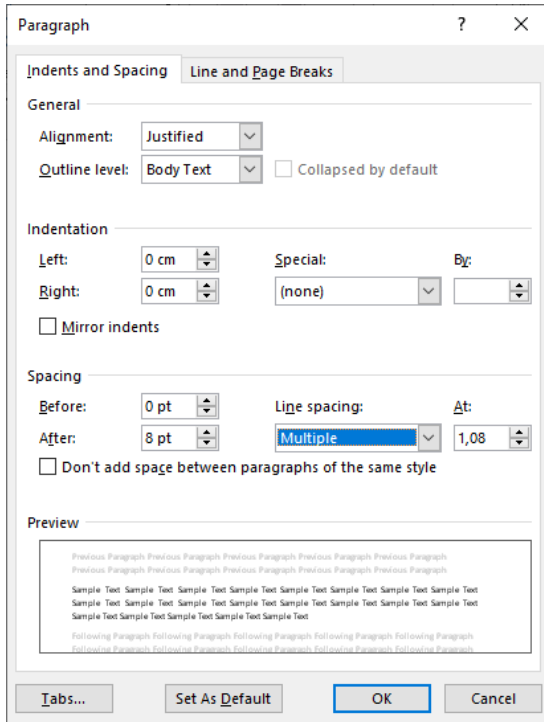 Paragraph ? ×
Indents and Spacing Line and Page Breaks
General
Alignment: Justified
Outline level: Body Text Collapsed by default
Indentation
Left: 0 cm Special: By:
Right: 0 cm (none)
Mirror indents
Spacing
Before: 0 pt Line spacing: At:
After: 8 pt Multiple 1,08
Don't add space between paragraphs of the same style
Preview
Previous Paragraph Previous Paragraph Previous Paragraph Previous Paragraph Previous Paragraph
Previous Paragraph Previous Paragraph Previous Paragraph Previous Paragraph Previous Paragraph
Sample Text Sample Text Sample Text Sample Text Sample Text Sample Text Sample Text Sample Text
Sample Text Sample Text Sample Text Sample Text Sample Text Sample Text Sample Text Sample Text
Sample Text Sample Text Sample Text Sample Text Sample Text
Following Paragraph Following Paragraph Following Paragraph Following Paragraph Following Paragraph
Following Paragraph Following Paragraph Following Paragraph Following Paragraph Following Paragraph
Tabs... Set As Default OK Cancel